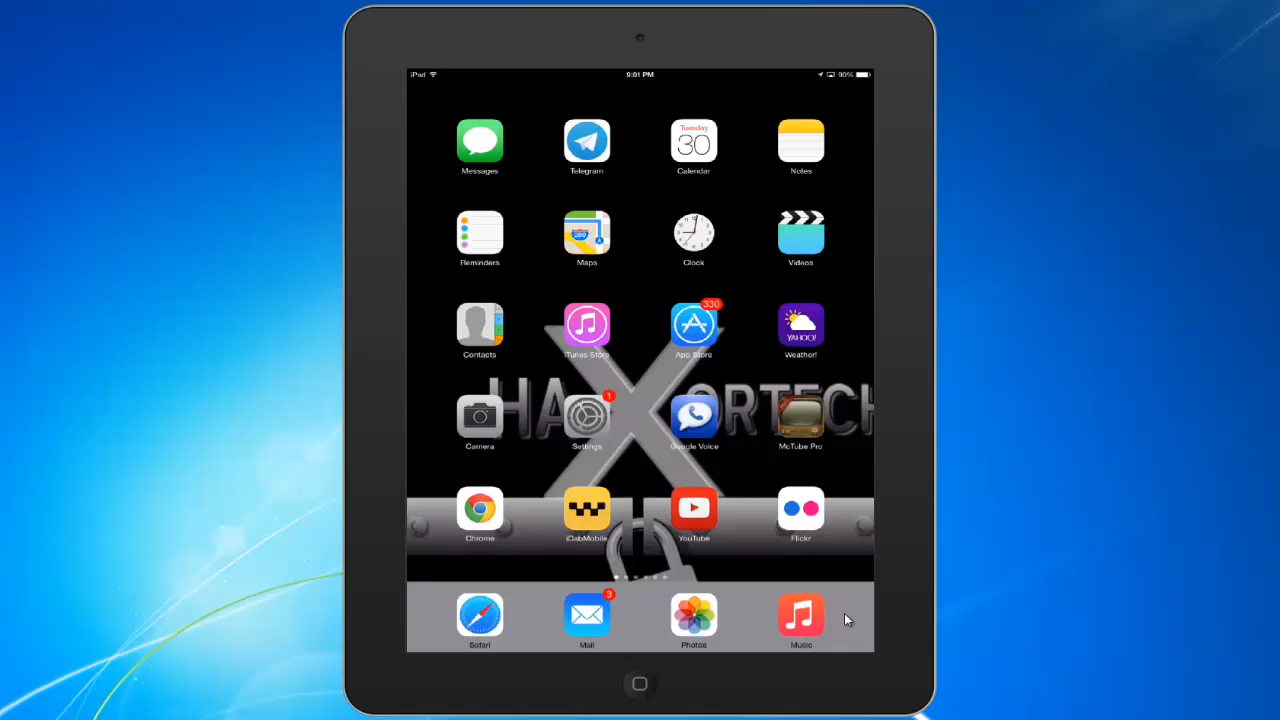 iPad 9:01 PM 90%
Messages Telegram Tuesday 30 Calendar Notes
Reminders 280 Maps Clock Videos
Contacts iTunes Store 330 App Store YAHOO! Weather!
HAXORTECH
Camera 1 Settings Google Voice McTube Pro
Chrome iCabMobile YouTube Flickr
Safari 3 Mail Photos Music